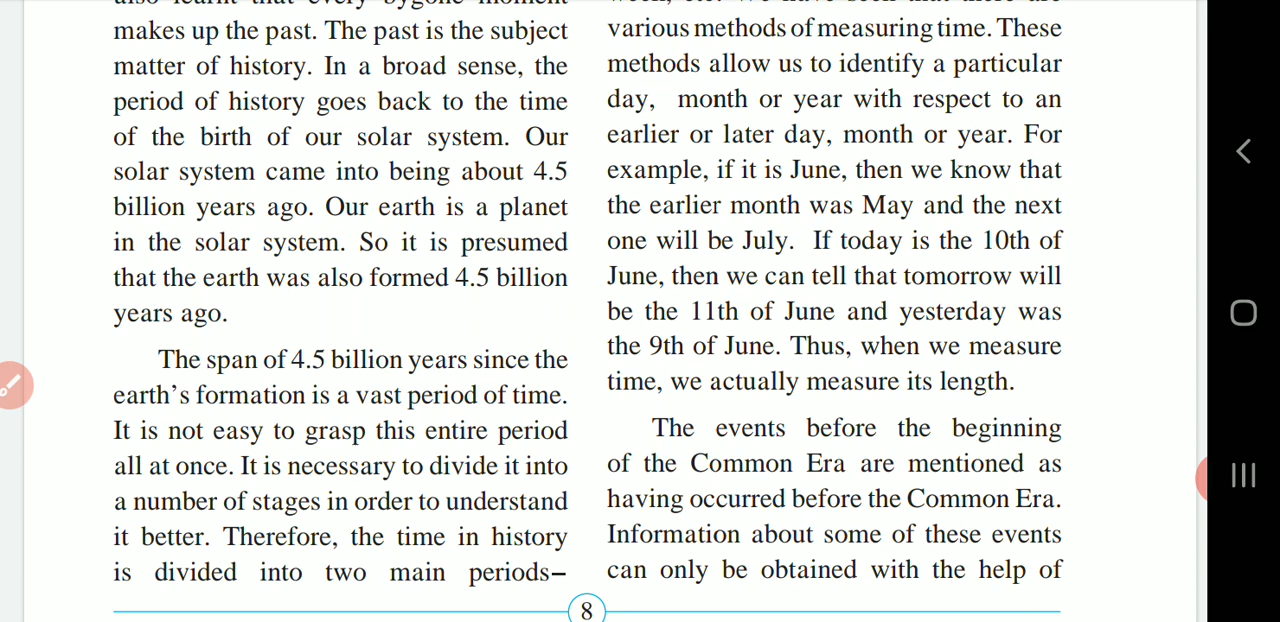 makes up the past. The past is the subject
matter of history. In a broad sense, the
period of history goes back to the time
of the birth of our solar system. Our
solar system came into being about 4.5
billion years ago. Our earth is a planet
in the solar system. So it is presumed
that the earth was also formed 4.5 billion
years ago.
The span of 4.5 billion years since the
earth's formation is a vast period of time.
It is not easy to grasp this entire period
all at once. It is necessary to divide it into
a number of stages in order to understand
it better. Therefore, the time in history
is divided into two main periods–
various methods of measuring time. These
methods allow us to identify a particular
day, month or year with respect to an
earlier or later day, month or year. For
example, if it is June, then we know that
the earlier month was May and the next
one will be July. If today is the 10th of
June, then we can tell that tomorrow will
be the 11th of June and yesterday was
the 9th of June. Thus, when we measure
time, we actually measure its length.
The events before the beginning
of the Common Era are mentioned as
having occurred before the Common Era.
Information about some of these events
can only be obtained with the help of
8